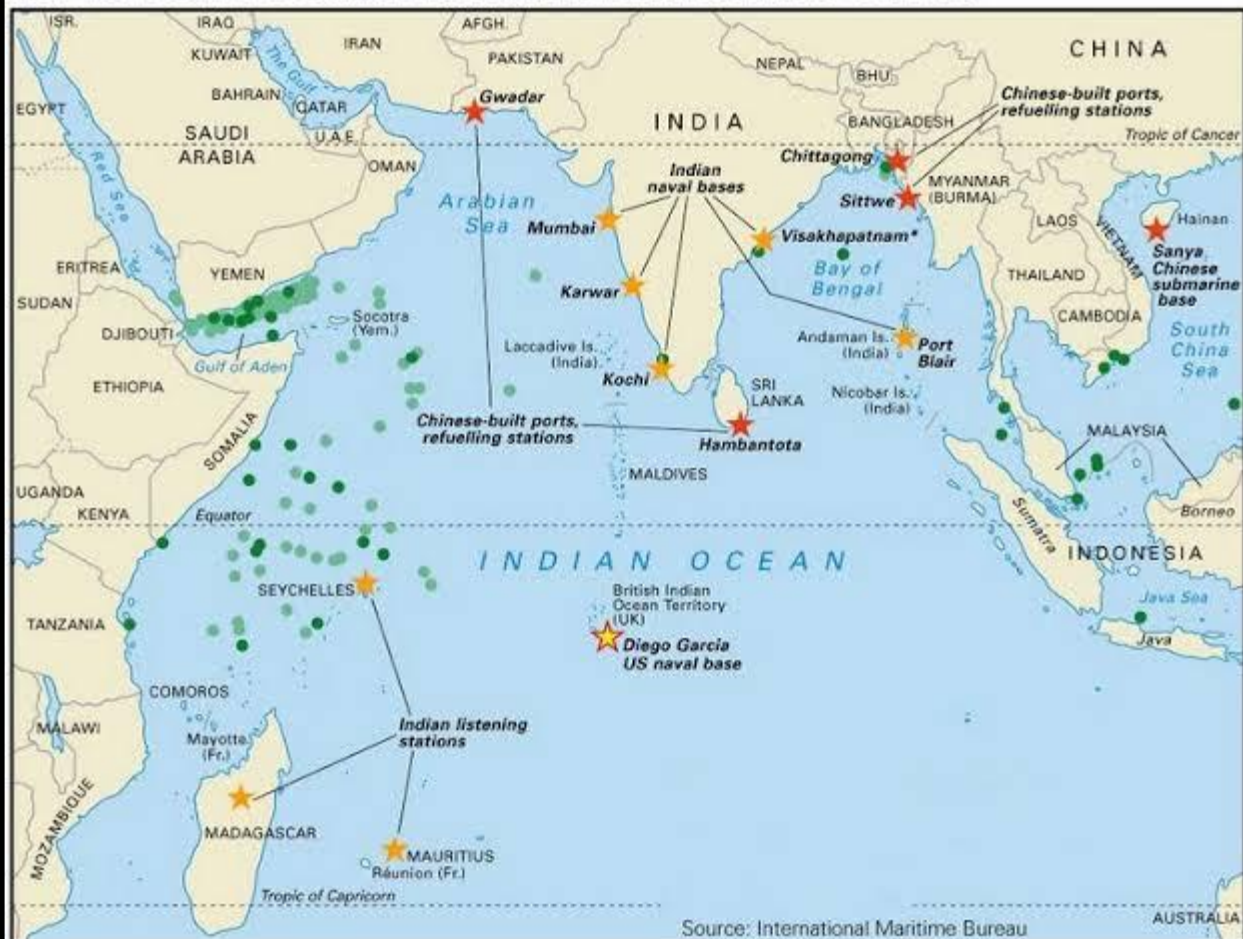 ISR.
IRAQ
IRAN
AFGH.
CHINA
KUWAIT
PAKISTAN
NEPAL
The Gulf
BHU.
BAHRAIN
QATAR
Gwadar
Chinese-built ports,
refuelling stations
EGYPT
SAUDI
ARABIA
U.A.E.
INDIA
BANGLADESH
Tropic of Cancer
Red Sea
OMAN
Chittagong
Indian
naval bases
MYANMAR
(BURMA)
Arabian
Sea
Sittwe
LAOS
Hainan
Mumbai
Visakhapatnam*
VIETNAM
Sanya
Chinese
submarine
base
ERITREA
YEMEN
Bay of
Bengal
THAILAND
SUDAN
Karwar
CAMBODIA
Socotra
(Yem.)
DJIBOUTI
Andaman Is.
(India)
Port
Blair
South
China
Sea
Laccadive Is.
(India)
Gulf of Aden
Kochi
ETHIOPIA
SRI
LANKA
Nicobar Is.
(India)
Chinese-built ports,
refuelling stations
Hambantota
MALAYSIA
SOMALIA
MALDIVES
UGANDA
KENYA
Equator
Sumatra
Borneo
INDIAN OCEAN
INDONESIA
SEYCHELLES
British Indian
Ocean Territory
(UK)
Java Sea
TANZANIA
Diego Garcia
US naval base
Java
COMOROS
Indian listening
stations
MALAWI
Mayotte
(Fr.)
MOZAMBIQUE
MADAGASCAR
MAURITIUS
Réunion (Fr.)
Tropic of Capricorn
AUSTRALIA
Source: International Maritime Bureau